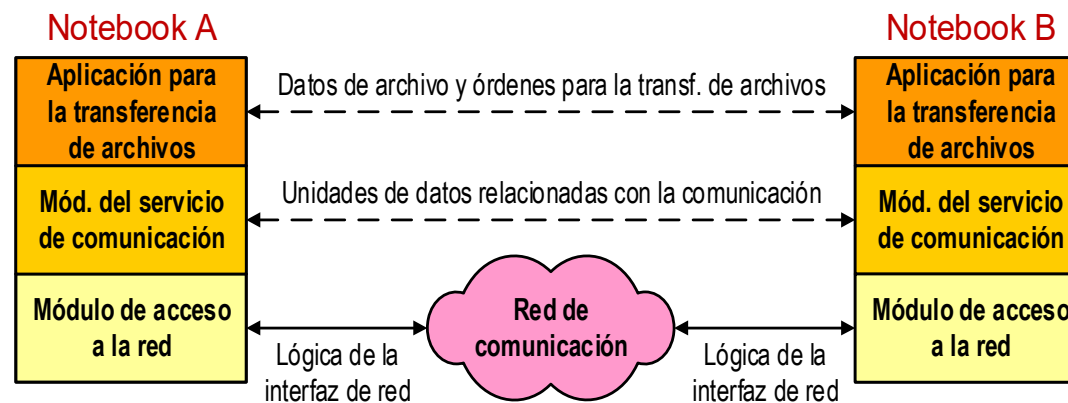 Notebook A
Notebook B
Aplicación para
la transferencia
de archivos
Datos de archivo y órdenes para la transf. de archivos
Aplicación para
la transferencia
de archivos
Mód. del servicio
de comunicación
Unidades de datos relacionadas con la comunicación
Mód. del servicio
de comunicación
Módulo de acceso
a la red
Lógica de la
interfaz de red
Red de
comunicación
Lógica de la
interfaz de red
Módulo de acceso
a la red